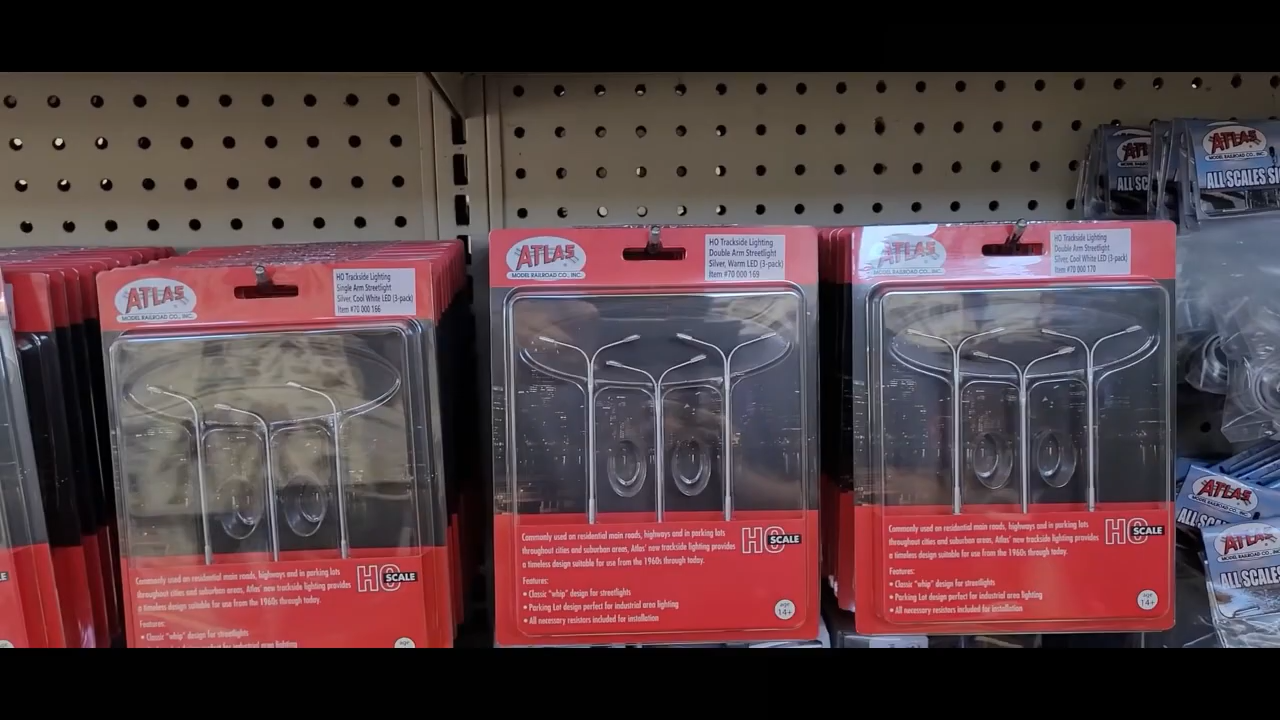 ATLAS
MODEL RAILROAD CO., INC.
HO Trackside Lighting
Single Arm Streetlight
Silver, Cool White LED (3-pack)
Item #70 000 166
Commonly used on residential main roads, highways and in parking lots
throughout cities and suburban areas, Atlas' new trackside lighting provides
a timeless design suitable for use from the 1960s through today.
HO SCALE
Features:
• Classic "whip" design for streetlights
age
ATLAS
MODEL RAILROAD CO., INC.
HO Trackside Lighting
Double Arm Streetlight
Silver, Warm LED (3-pack)
Item #70 000 169
Commonly used on residential main roads, highways and in parking lots
throughout cities and suburban areas, Atlas' new trackside lighting provides
a timeless design suitable for use from the 1960s through today.
HO SCALE
Features:
• Classic "whip" design for streetlights
• Parking Lot design perfect for industrial area lighting
• All necessary resistors included for installation
age
14+
ATLAS
MODEL RAILROAD CO., INC.
HO Trackside Lighting
Double Arm Streetlight
Silver, Cool White LED (3-pack)
Item #70 000 170
Commonly used on residential main roads, highways and in parking lots
throughout cities and suburban areas, Atlas' new trackside lighting provides
a timeless design suitable for use from the 1960s through today.
HO SCALE
Features:
• Classic "whip" design for streetlights
• Parking Lot design perfect for industrial area lighting
• All necessary resistors included for installation
age
14+
ATLAS
MODEL RAILROAD CO., INC.
ALL SCALES
ATLAS
ATLAS
ALL SCALES